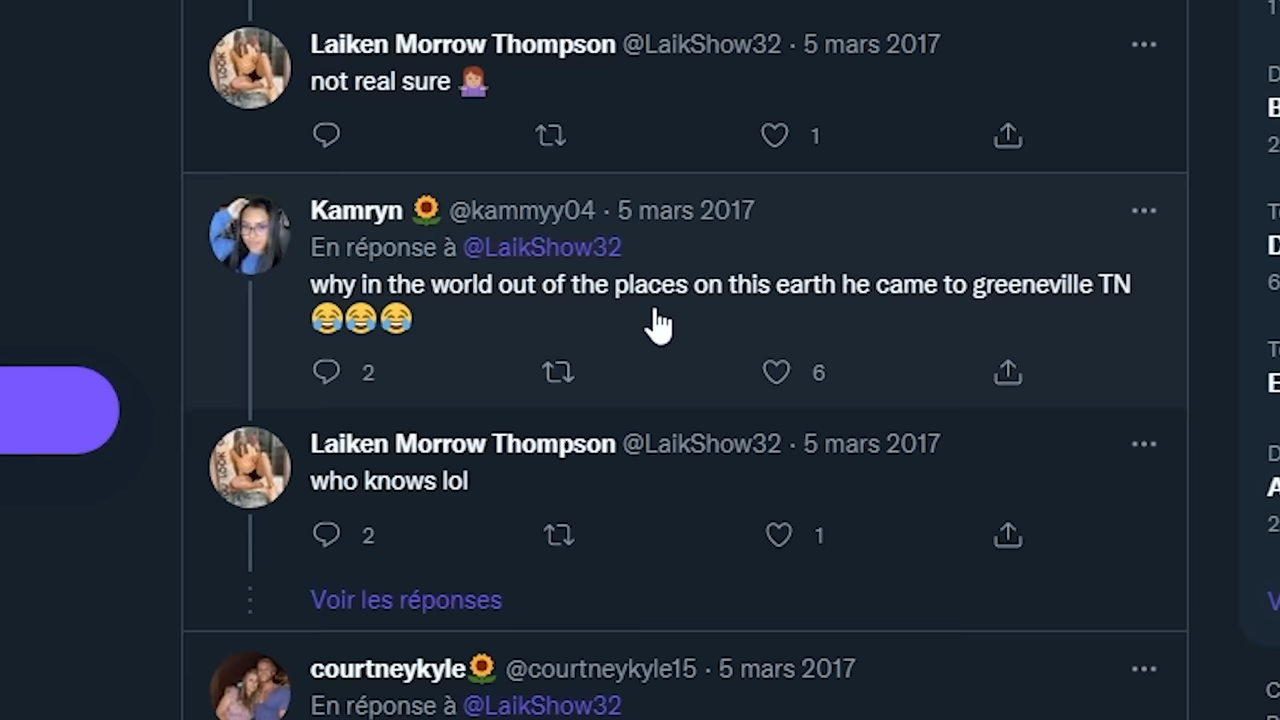 Laiken Morrow Thompson @LaikShow32 · 5 mars 2017
not real sure 🤷🏽‍♀️
1
Kamryn 🌻 @kammyy04 · 5 mars 2017
En réponse à @LaikShow32
why in the world out of the places on this earth he came to greeneville TN
😂😂😂
2 6
Laiken Morrow Thompson @LaikShow32 · 5 mars 2017
who knows lol
2 1
Voir les réponses
courtneykyle🌻 @courtneykyle15 · 5 mars 2017
En réponse à @LaikShow32